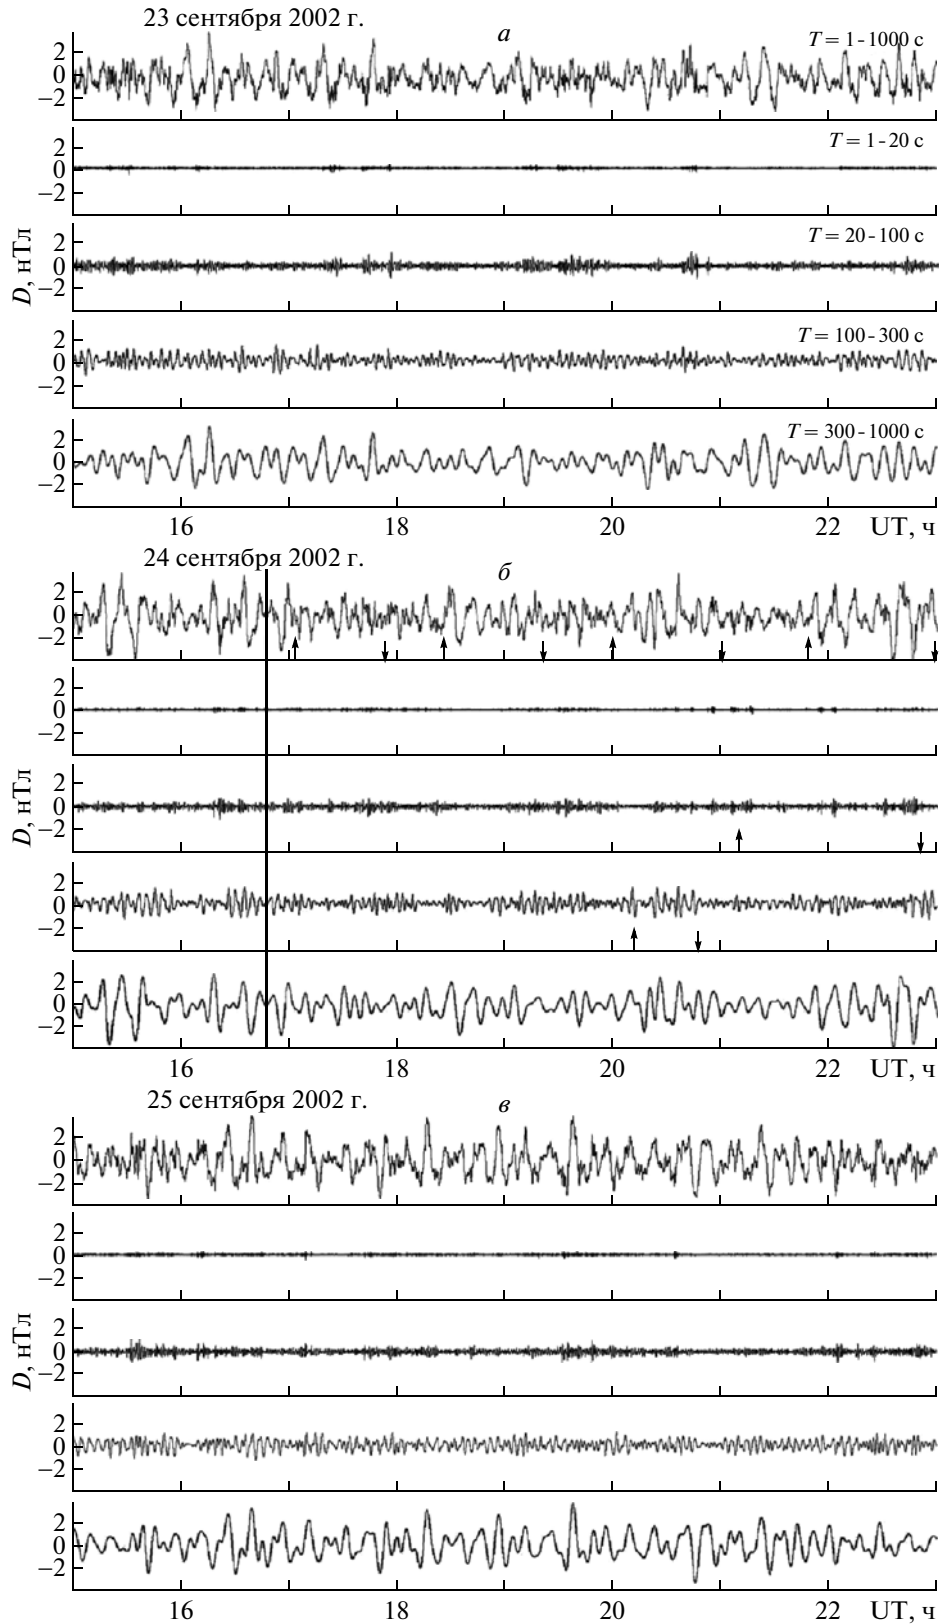 23 сентября 2002 г.
а
T = 1 - 1000 с
2
0
−2
T = 1 - 20 с
2
0
−2
T = 20 - 100 с
2
0
−2
D, нТл
T = 100 - 300 с
2
0
−2
T = 300 - 1000 с
2
0
−2
16 18 20 22 UT, ч
24 сентября 2002 г.
б
2
0
−2
2
0
−2
2
0
−2
D, нТл
2
0
−2
2
0
−2
16 18 20 22 UT, ч
25 сентября 2002 г.
в
2
0
−2
2
0
−2
2
0
−2
D, нТл
2
0
−2
2
0
−2
16 18 20 22 UT, ч